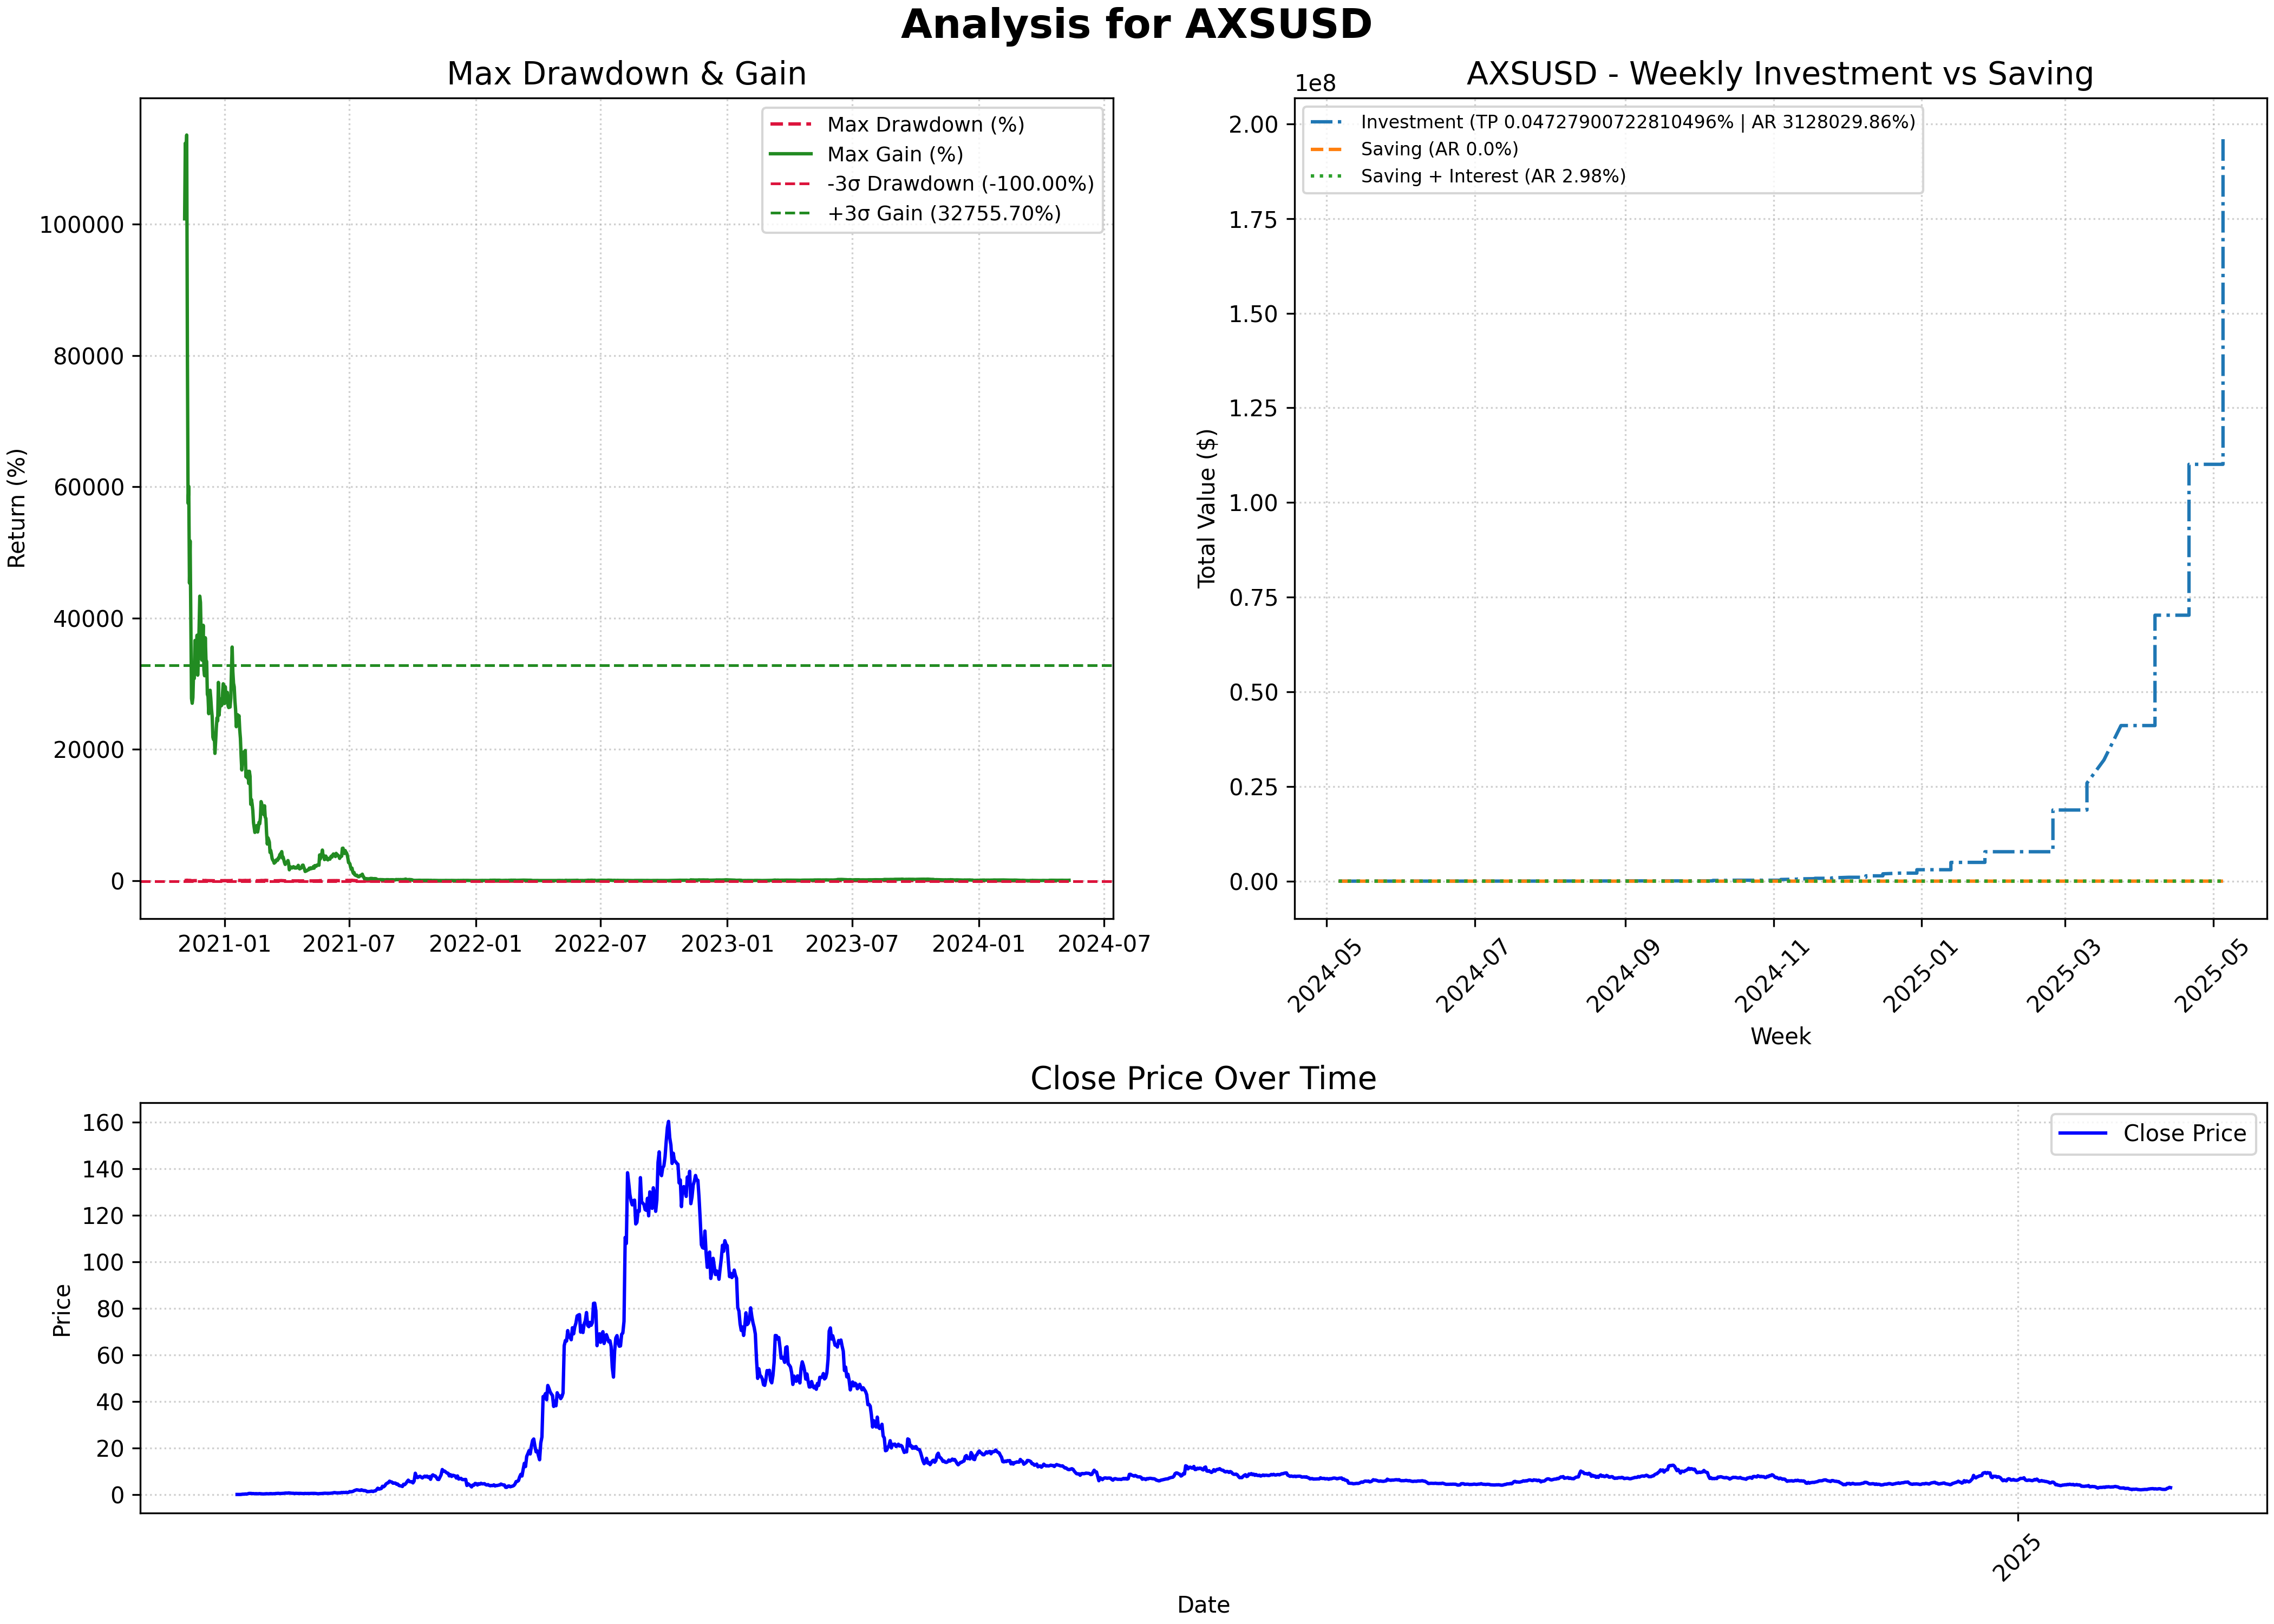 Analysis for AXSUSD
Max Drawdown & Gain
Return (%)
100000
80000
60000
40000
20000
0
2021-01
2021-07
2022-01
2022-07
2023-01
2023-07
2024-01
2024-07
Max Drawdown (%)
Max Gain (%)
-3σ Drawdown (-100.00%)
+3σ Gain (32755.70%)
AXSUSD - Weekly Investment vs Saving
1e8
Total Value ($)
2.00
1.75
1.50
1.25
1.00
0.75
0.50
0.25
0.00
Investment (TP 0.04727900722810496% | AR 3128029.86%)
Saving (AR 0.0%)
Saving + Interest (AR 2.98%)
2024-05
2024-07
2024-09
2024-11
2025-01
2025-03
2025-05
Week
Close Price Over Time
Price
160
140
120
100
80
60
40
20
0
Close Price
2025
Date